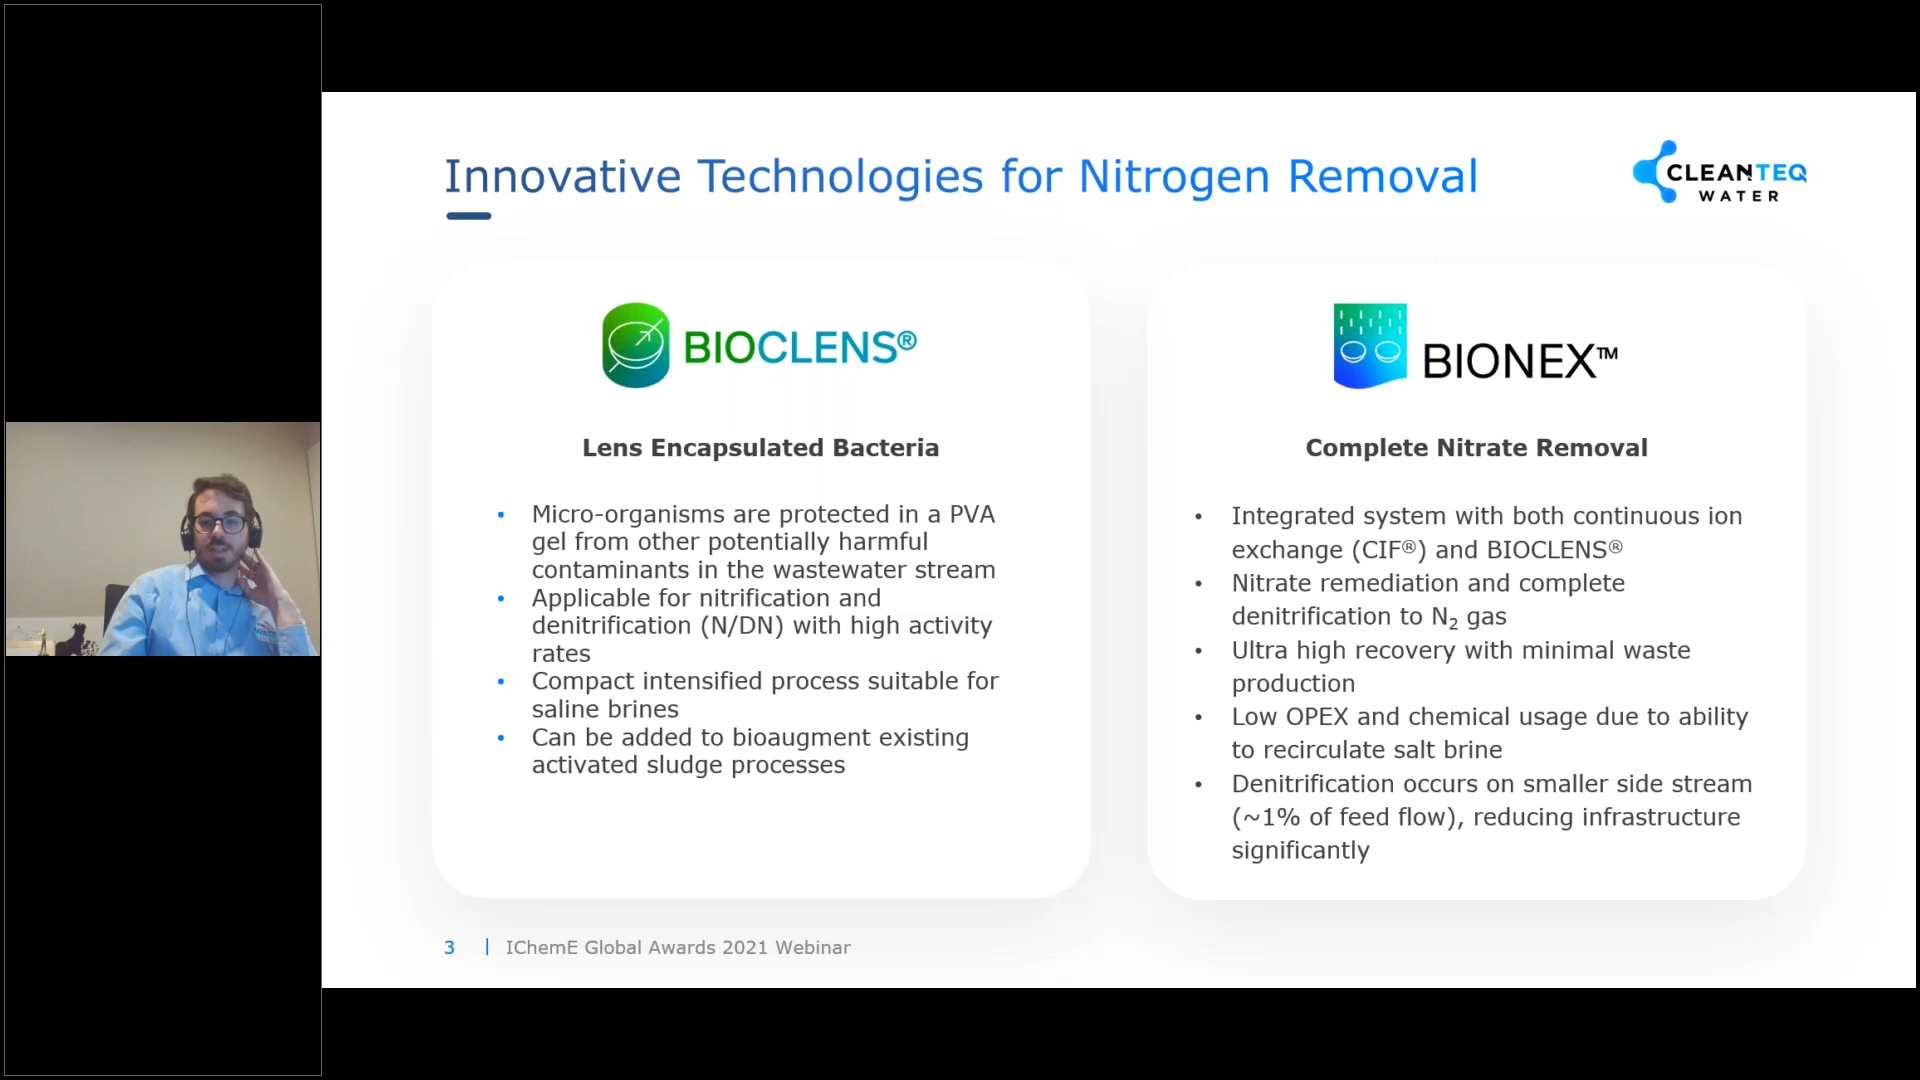 Innovative Technologies for Nitrogen Removal
CLEANTEQ
WATER
BIOCLENS®
Lens Encapsulated Bacteria
• Micro-organisms are protected in a PVA
gel from other potentially harmful
contaminants in the wastewater stream
• Applicable for nitrification and
denitrification (N/DN) with high activity
rates
• Compact intensified process suitable for
saline brines
• Can be added to bioaugment existing
activated sludge processes
BIONEX™
Complete Nitrate Removal
• Integrated system with both continuous ion
exchange (CIF®) and BIOCLENS®
• Nitrate remediation and complete
denitrification to N₂ gas
• Ultra high recovery with minimal waste
production
• Low OPEX and chemical usage due to ability
to recirculate salt brine
• Denitrification occurs on smaller side stream
(~1% of feed flow), reducing infrastructure
significantly
3 | IChemE Global Awards 2021 Webinar